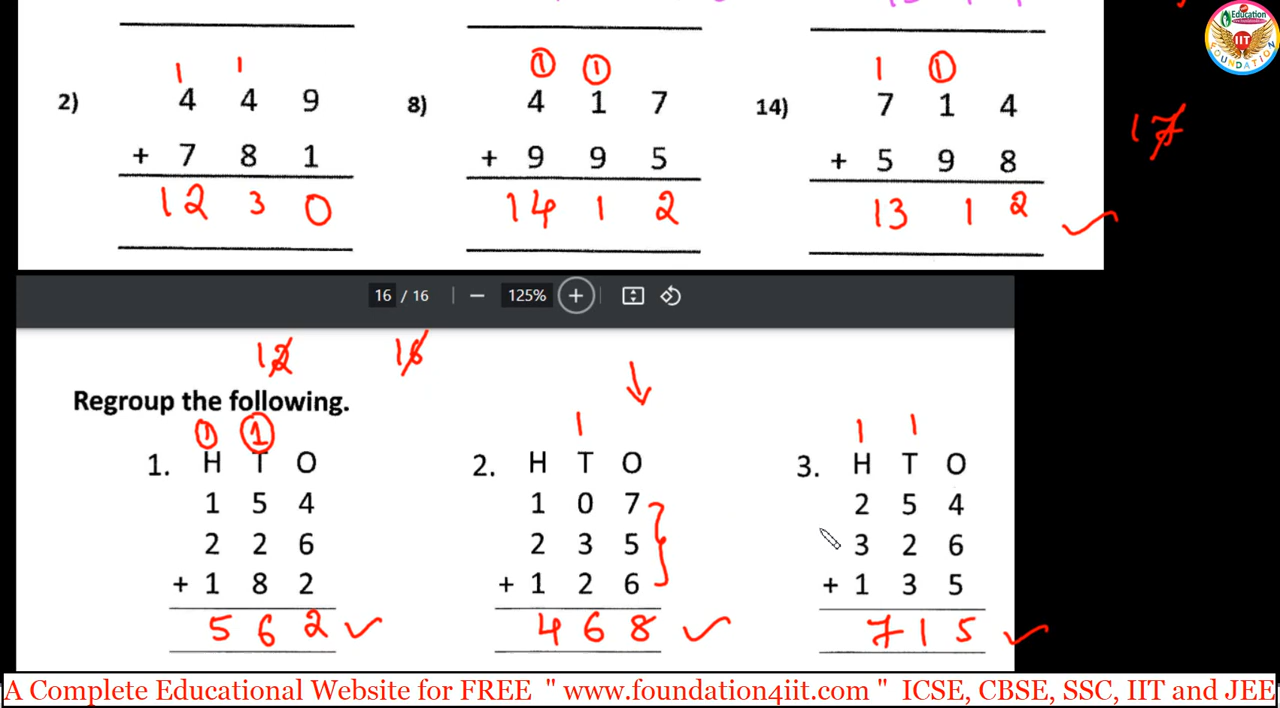 Education
IIT
FOUNDATION
1 1
2) 4 4 9
+ 7 8 1
12 3 0
1 1
8) 4 1 7
+ 9 9 5
14 1 2
1 1
14) 7 1 4
+ 5 9 8
13 1 2
17
16 / 16 125%
12 16
Regroup the following.
1 1
1. H T O
1 5 4
2 2 6
+ 1 8 2
5 6 2
1
2. H T O
1 0 7
2 3 5
+ 1 2 6
4 6 8
1 1
3. H T O
2 5 4
3 2 6
+ 1 3 5
7 1 5
A Complete Educational Website for FREE " www.foundation4iit.com " ICSE, CBSE, SSC, IIT and JEE